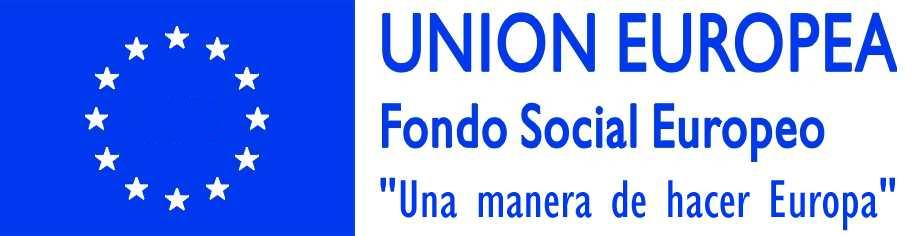 UNION EUROPEA
Fondo Social Europeo
"Una manera de hacer Europa"